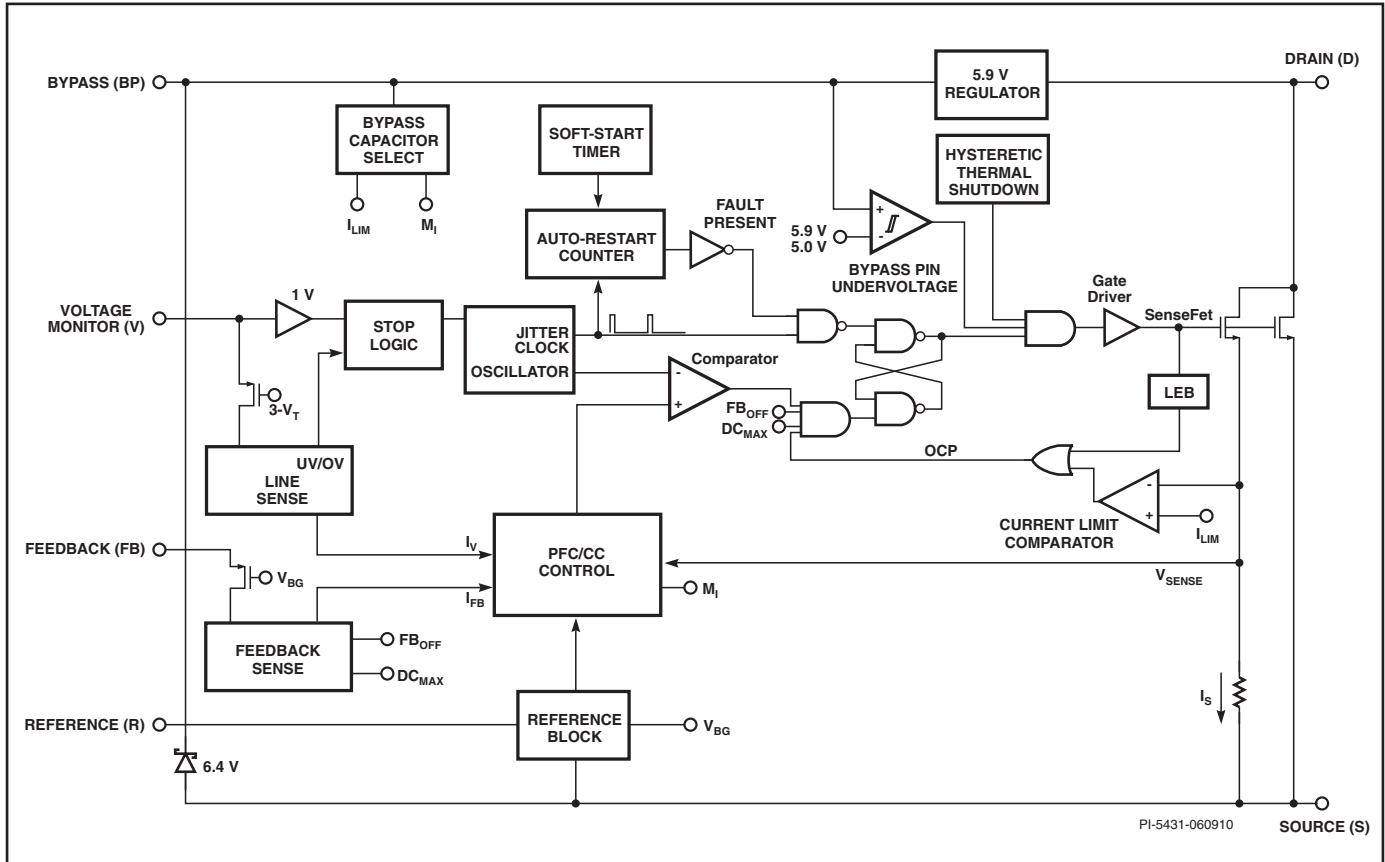 BYPASS (BP)
DRAIN (D)
5.9 V
REGULATOR
BYPASS
CAPACITOR
SELECT
I_LIM
M_I
SOFT-START
TIMER
HYSTERETIC
THERMAL
SHUTDOWN
AUTO-RESTART
COUNTER
FAULT
PRESENT
5.9 V
5.0 V
+
-
BYPASS PIN
UNDERVOLTAGE
Gate
Driver
SenseFet
VOLTAGE
MONITOR (V)
1 V
STOP
LOGIC
JITTER
CLOCK
OSCILLATOR
Comparator
-
+
3-V_T
FB_OFF
DC_MAX
LEB
OCP
UV/OV
LINE
SENSE
-
+
CURRENT LIMIT
COMPARATOR
I_LIM
FEEDBACK (FB)
V_BG
I_V
I_FB
PFC/CC
CONTROL
M_I
V_SENSE
FEEDBACK
SENSE
FB_OFF
DC_MAX
I_S
REFERENCE (R)
REFERENCE
BLOCK
V_BG
6.4 V
PI-5431-060910
SOURCE (S)